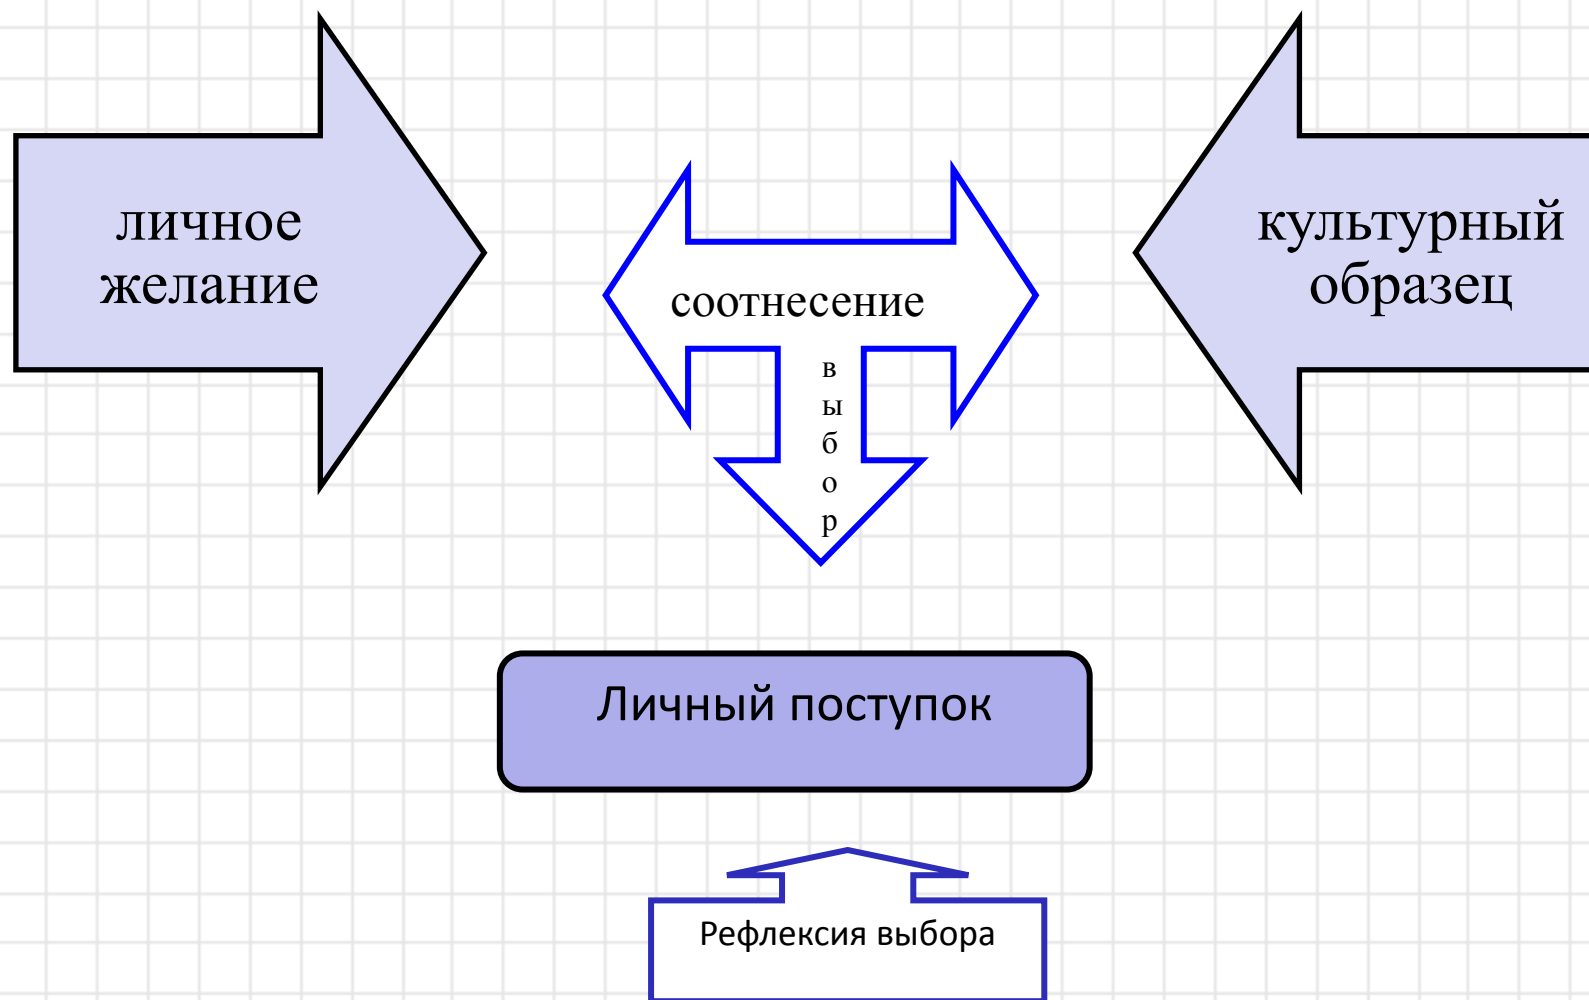 личное
желание
культурный
образец
соотнесение
в
ы
б
о
р
Личный поступок
Рефлексия выбора